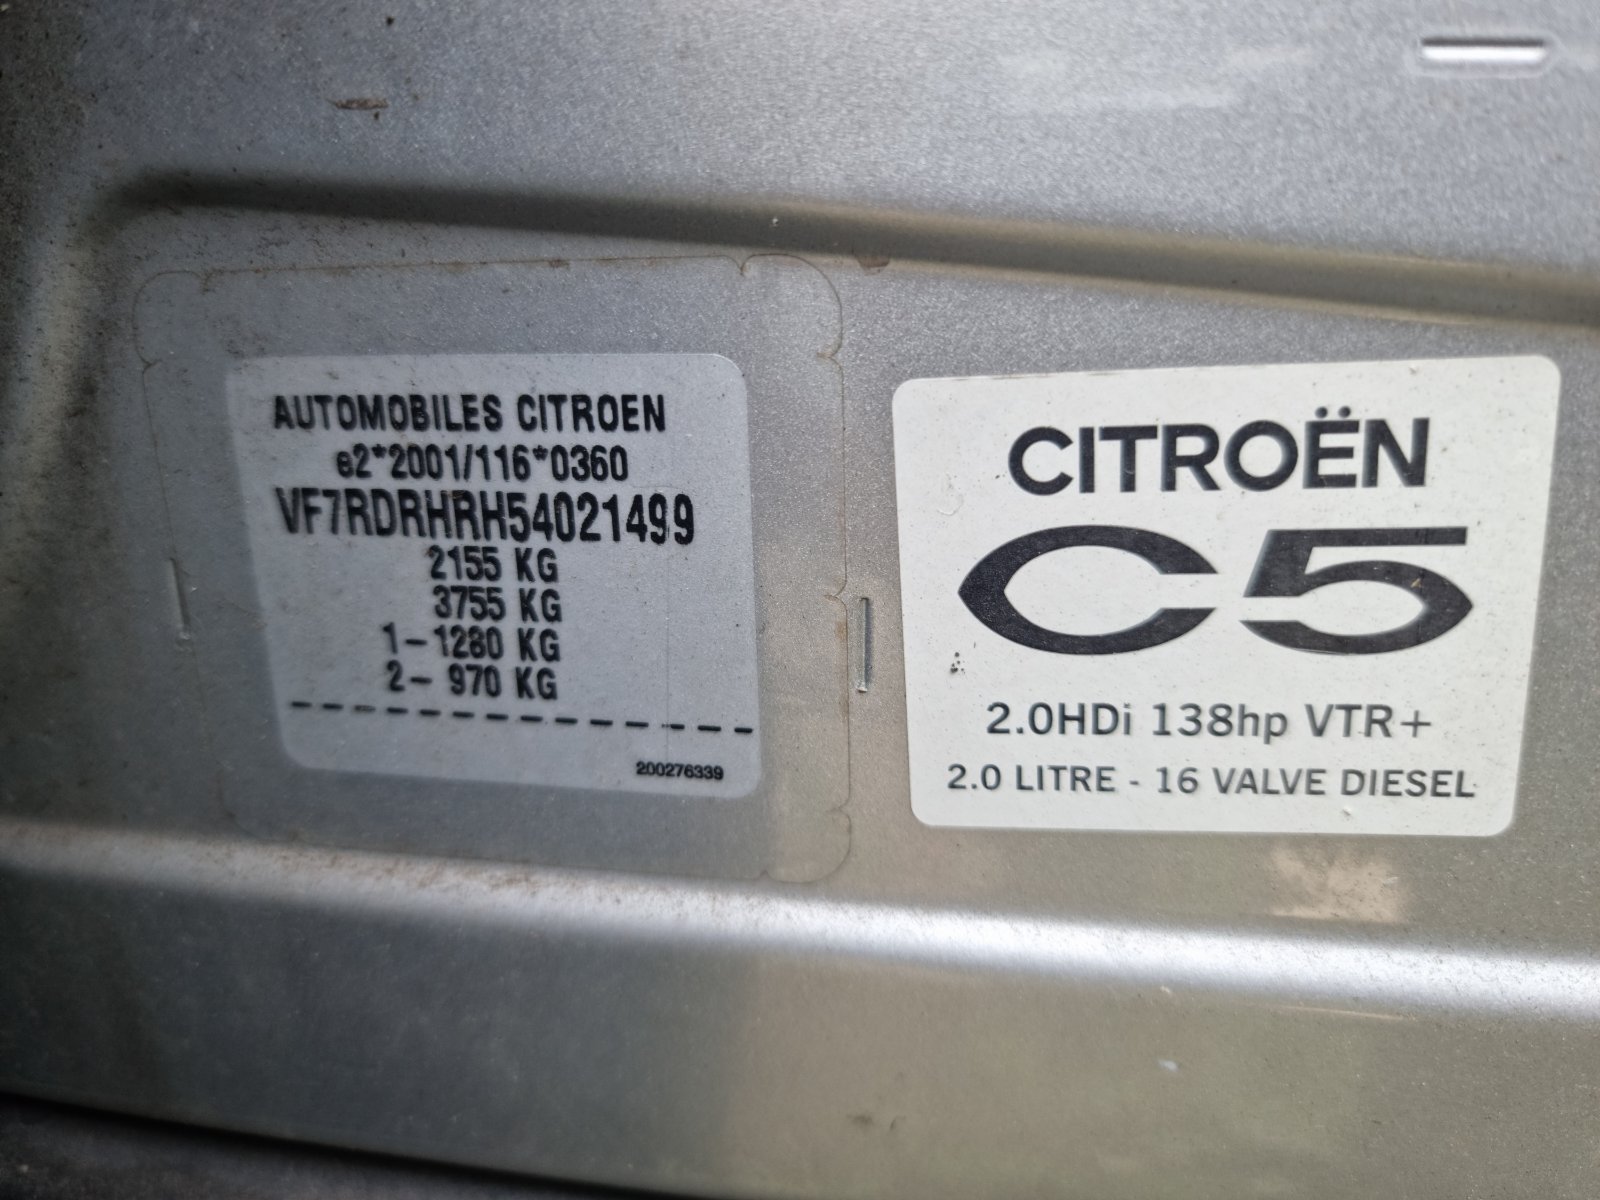 AUTOMOBILES CITROEN
e2*2001/116*0360
VF7RDRHRH54021499
2155 KG
3755 KG
1- 1280 KG
2- 970 KG
200276339
CITROËN
C5
2.0HDi 138hp VTR+
2.0 LITRE - 16 VALVE DIESEL